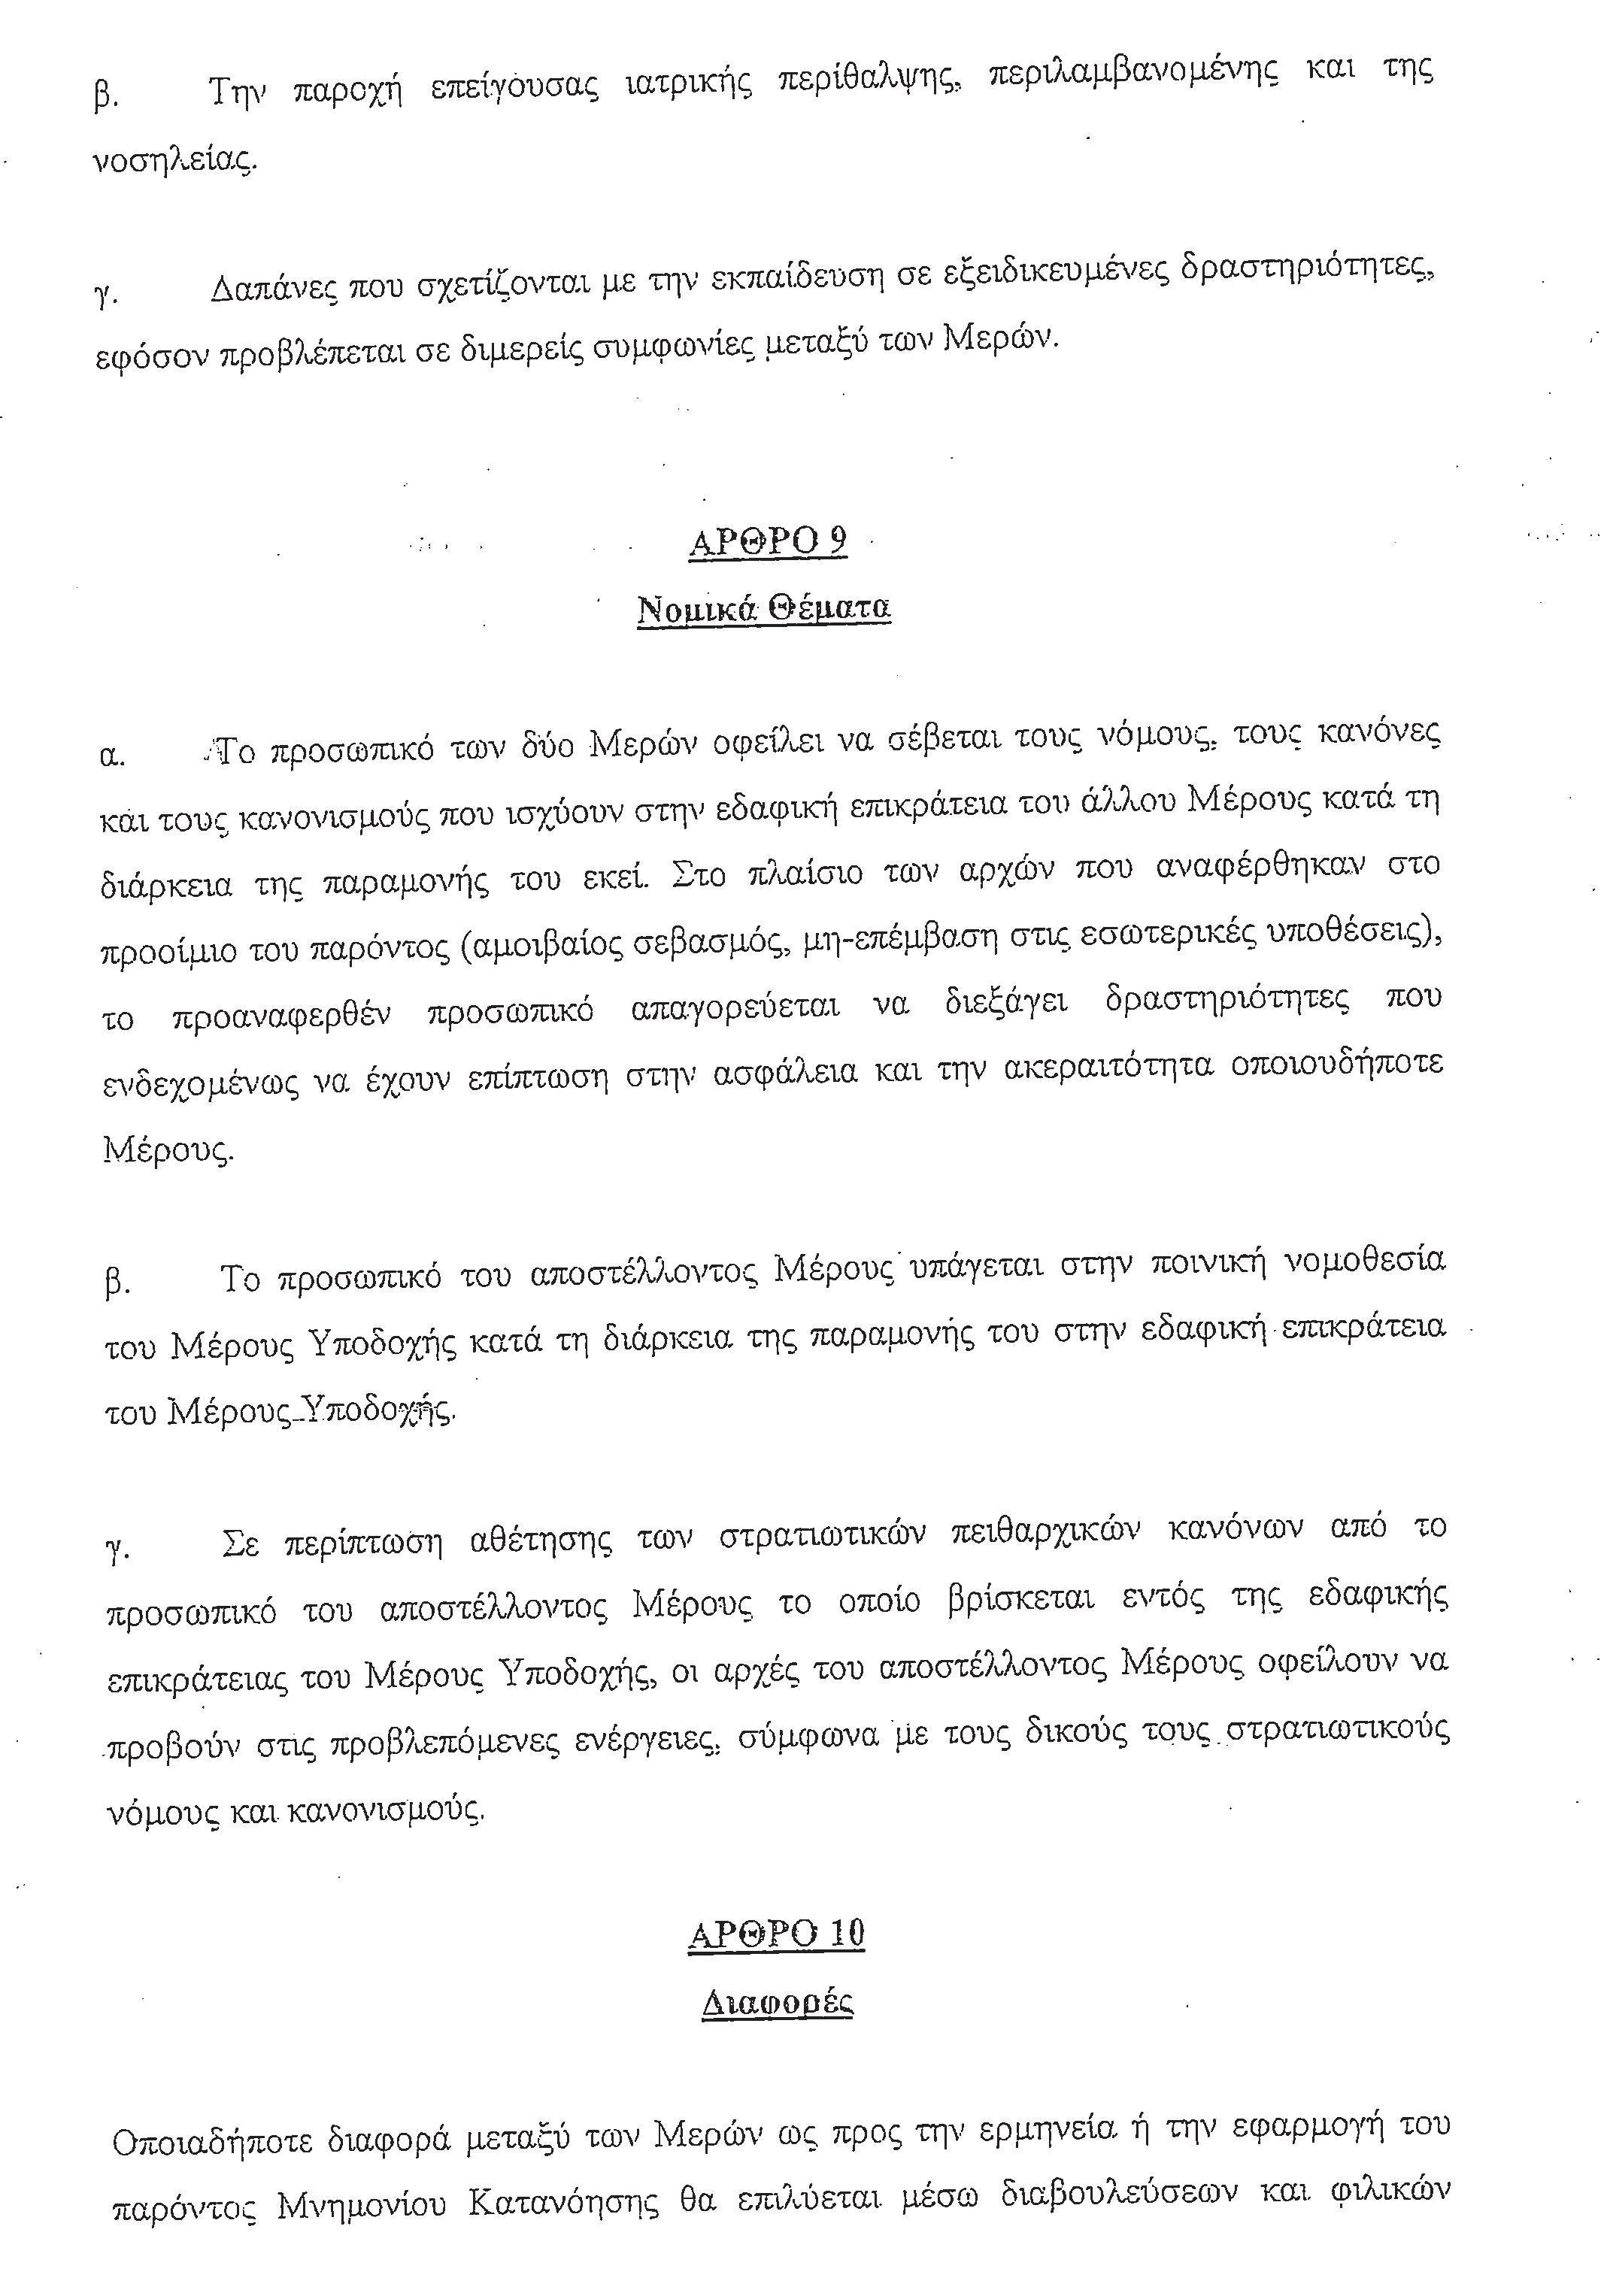 β. Την παροχή επείγουσας ιατρικής περίθαλψης, περιλαμβανομένης και της
νοσηλείας.
γ. Δαπάνες που σχετίζονται με την εκπαίδευση σε εξειδικευμένες δραστηριότητες,
εφόσον προβλέπεται σε διμερείς συμφωνίες μεταξύ των Μερών.
ΑΡΘΡΟ 9
Νομικά Θέματα
α. Το προσωπικό των δύο Μερών οφείλει να σέβεται τους νόμους, τους κανόνες
και τους κανονισμούς που ισχύουν στην εδαφική επικράτεια του άλλου Μέρους κατά τη
διάρκεια της παραμονής του εκεί. Στο πλαίσιο των αρχών που αναφέρθηκαν στο
προοίμιο του παρόντος (αμοιβαίος σεβασμός, μη-επέμβαση στις εσωτερικές υποθέσεις),
το προαναφερθέν προσωπικό απαγορεύεται να διεξάγει δραστηριότητες που
ενδεχομένως να έχουν επίπτωση στην ασφάλεια και την ακεραιτότητα οποιουδήποτε
Μέρους.
β. Το προσωπικό του αποστέλλοντος Μέρους υπάγεται στην ποινική νομοθεσία
του Μέρους Υποδοχής κατά τη διάρκεια της παραμονής του στην εδαφική επικράτεια
του Μέρους Υποδοχής.
γ. Σε περίπτωση αθέτησης των στρατιωτικών πειθαρχικών κανόνων από το
προσωπικό του αποστέλλοντος Μέρους το οποίο βρίσκεται εντός της εδαφικής
επικράτειας του Μέρους Υποδοχής, οι αρχές του αποστέλλοντος Μέρους οφείλουν να
προβούν στις προβλεπόμενες ενέργειες, σύμφωνα με τους δικούς τους στρατιωτικούς
νόμους και κανονισμούς.
ΑΡΘΡΟ 10
Διαφορές
Οποιαδήποτε διαφορά μεταξύ των Μερών ως προς την ερμηνεία ή την εφαρμογή του
παρόντος Μνημονίου Κατανόησης θα επιλύεται μέσω διαβουλεύσεων και φιλικών